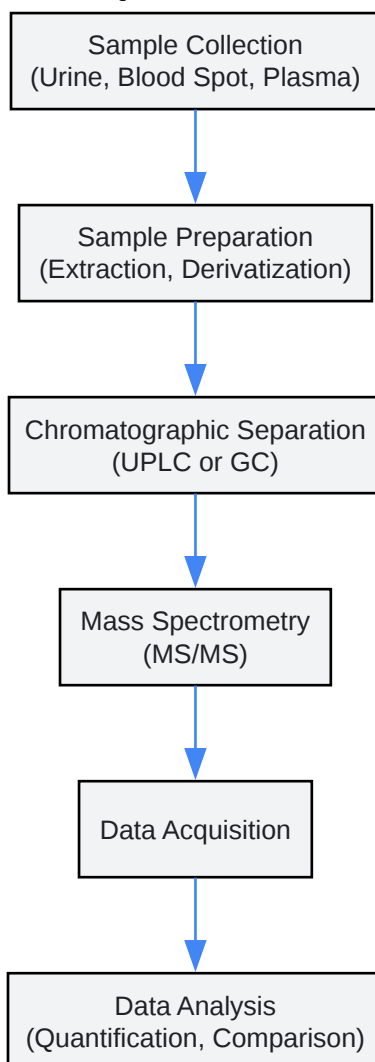 Sample Collection
(Urine, Blood Spot, Plasma)
Sample Preparation
(Extraction, Derivatization)
Chromatographic Separation
(UPLC or GC)
Mass Spectrometry
(MS/MS)
Data Acquisition
Data Analysis
(Quantification, Comparison)